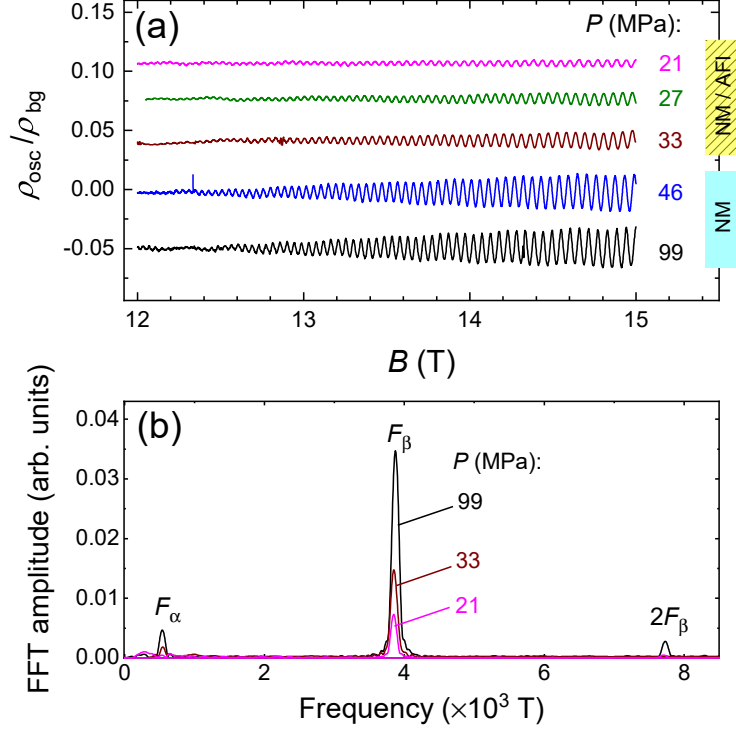 (a)
P (MPa):
0.15
0.10
0.05
0.00
-0.05
ρosc/ρbg
21
27
33
46
99
NM / AFI
NM
12
13
14
15
B (T)
(b)
0.04
0.03
0.02
0.01
0.00
FFT amplitude (arb. units)
Fα
Fβ
2Fβ
P (MPa):
99
33
21
0
2
4
6
8
Frequency (×10³ T)